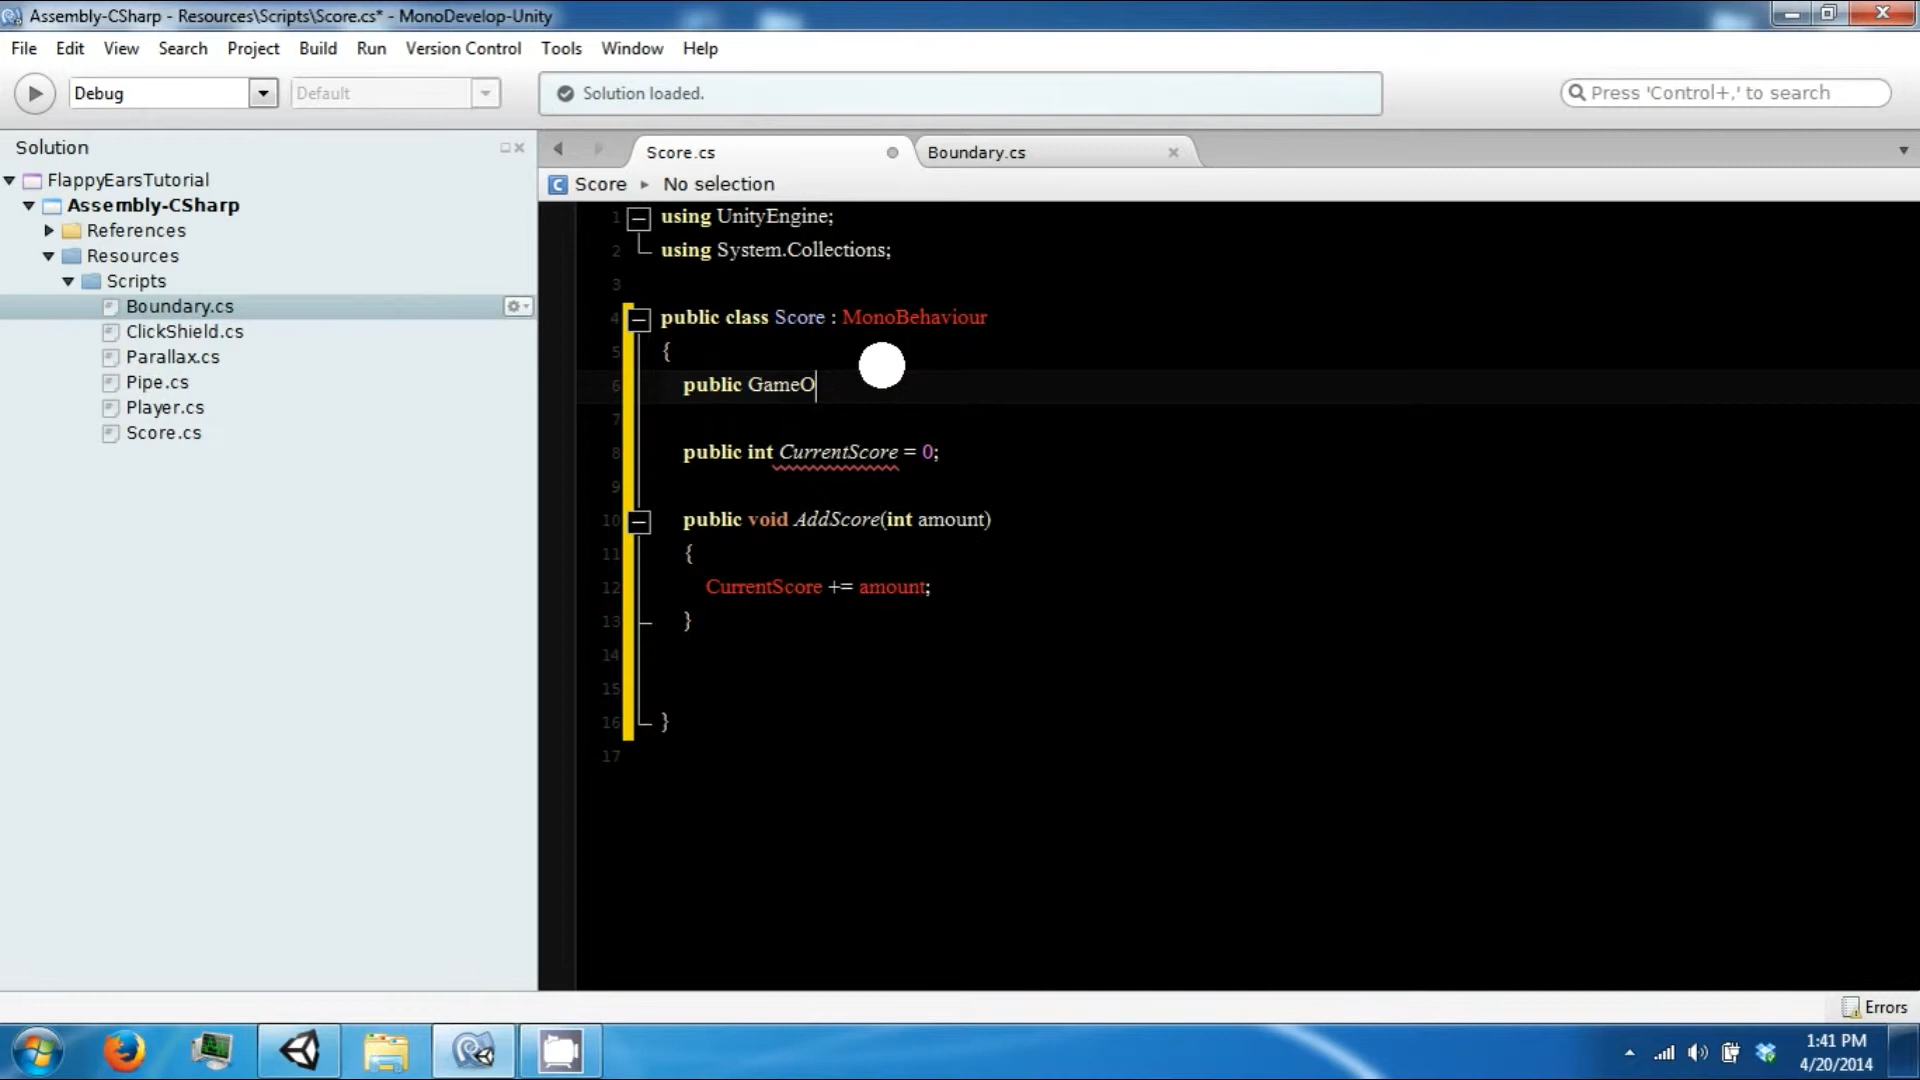 Assembly-CSharp - Resources\Scripts\Score.cs* - MonoDevelop-Unity
File Edit View Search Project Build Run Version Control Tools Window Help
Debug
Default
Solution loaded.
Press 'Control+,' to search
Solution
FlappyEarsTutorial
Assembly-CSharp
References
Resources
Scripts
Boundary.cs
ClickShield.cs
Parallax.cs
Pipe.cs
Player.cs
Score.cs
Score.cs
Boundary.cs
C Score No selection
1 using UnityEngine;
2 using System.Collections;
3
4 public class Score : MonoBehaviour
5 {
6 public GameO
7
8 public int CurrentScore = 0;
9
10 public void AddScore(int amount)
11 {
12 CurrentScore += amount;
13 }
14
15
16 }
17
Errors
1:41 PM
4/20/2014